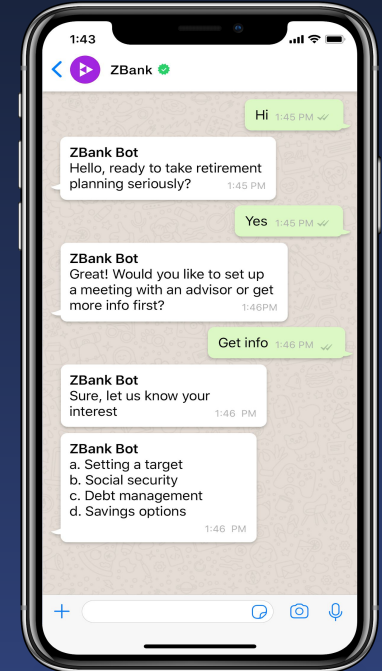 1:43
ZBank
Hi 1:45 PM
ZBank Bot
Hello, ready to take retirement
planning seriously? 1:45 PM
Yes 1:45 PM
ZBank Bot
Great! Would you like to set up
a meeting with an advisor or get
more info first? 1:46PM
Get info 1:46 PM
ZBank Bot
Sure, let us know your
interest 1:46 PM
ZBank Bot
a. Setting a target
b. Social security
c. Debt management
d. Savings options
1:46 PM